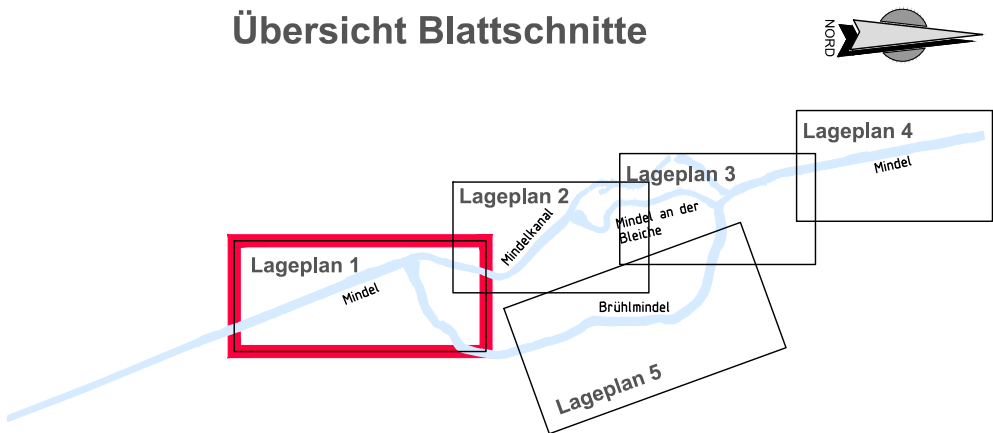 Übersicht Blattschnitte
NORD
Lageplan 4
Mindel
Lageplan 3
Mindel an der
Bleiche
Lageplan 2
Mindelkanal
Lageplan 1
Mindel
Brühlmindel
Lageplan 5